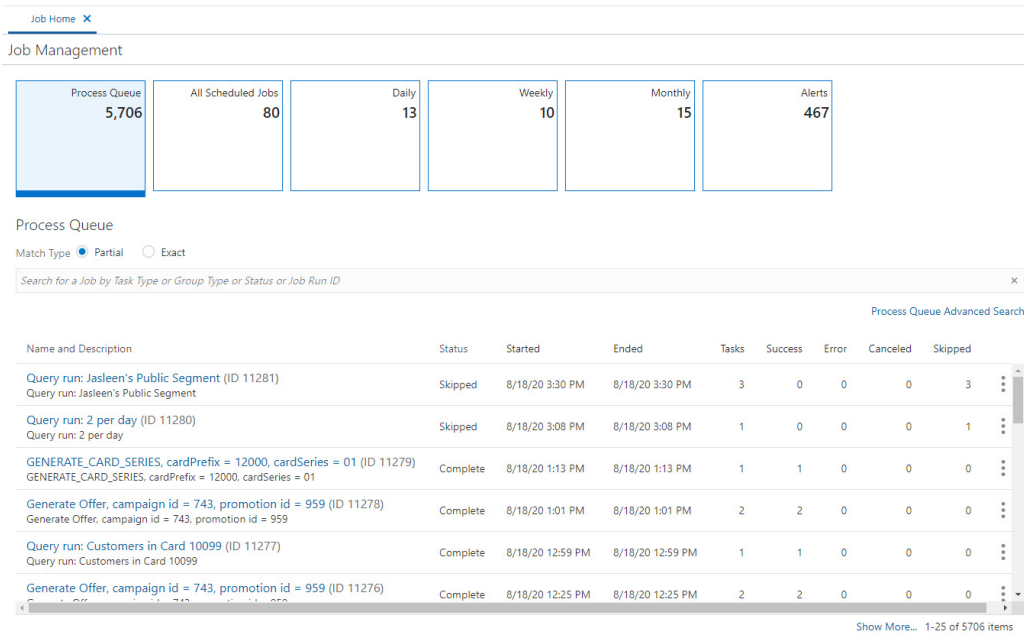 Job Home ✕
Job Management
Process Queue All Scheduled Jobs Daily Weekly Monthly Alerts
5,706 80 13 10 15 467
Process Queue
Match Type Partial Exact
Search for a Job by Task Type or Group Type or Status or Job Run ID ×
Process Queue Advanced Search
Name and Description Status Started Ended Tasks Success Error Canceled Skipped
Query run: Jasleen's Public Segment (ID 11281)
Skipped 8/18/20 3:30 PM 8/18/20 3:30 PM 3 0 0 0 3
Query run: Jasleen's Public Segment
Query run: 2 per day (ID 11280)
Skipped 8/18/20 3:08 PM 8/18/20 3:08 PM 1 0 0 0 1
Query run: 2 per day
GENERATE_CARD_SERIES, cardPrefix = 12000, cardSeries = 01 (ID 11279)
Complete 8/18/20 1:13 PM 8/18/20 1:13 PM 1 1 0 0 0
GENERATE_CARD_SERIES, cardPrefix = 12000, cardSeries = 01
Generate Offer, campaign id = 743, promotion id = 959 (ID 11278)
Complete 8/18/20 1:01 PM 8/18/20 1:01 PM 2 2 0 0 0
Generate Offer, campaign id = 743, promotion id = 959
Query run: Customers in Card 10099 (ID 11277)
Complete 8/18/20 12:59 PM 8/18/20 12:59 PM 1 1 0 0 0
Query run: Customers in Card 10099
Generate Offer, campaign id = 743, promotion id = 959 (ID 11276)
Complete 8/18/20 12:25 PM 8/18/20 12:25 PM 2 2 0 0 0
Show More... 1-25 of 5706 items